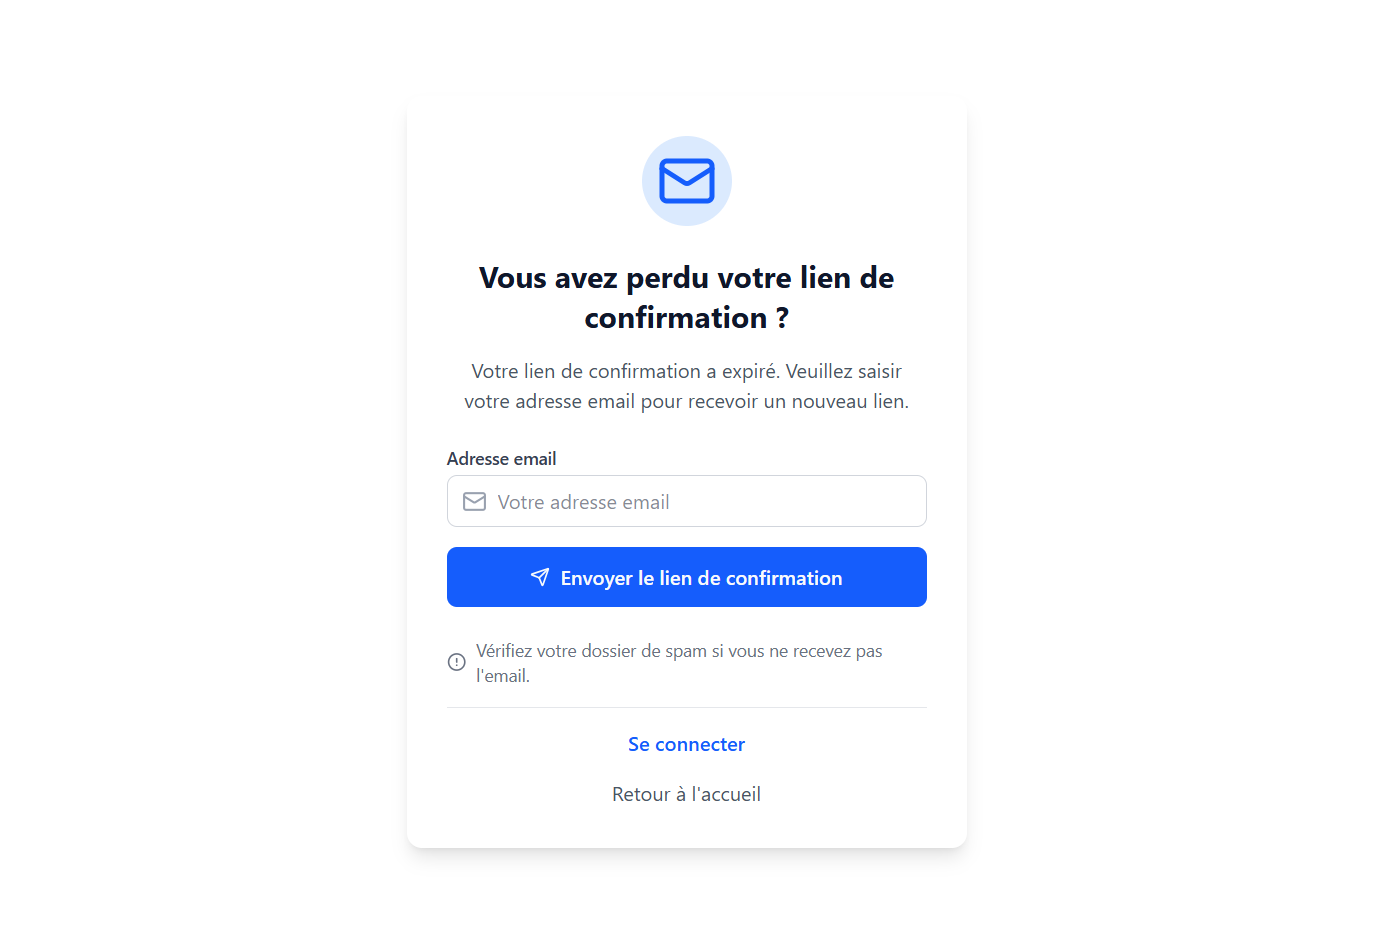 Vous avez perdu votre lien de
confirmation ?
Votre lien de confirmation a expiré. Veuillez saisir
votre adresse email pour recevoir un nouveau lien.
Adresse email
Votre adresse email
Envoyer le lien de confirmation
Vérifiez votre dossier de spam si vous ne recevez pas
l'email.
Se connecter
Retour à l'accueil